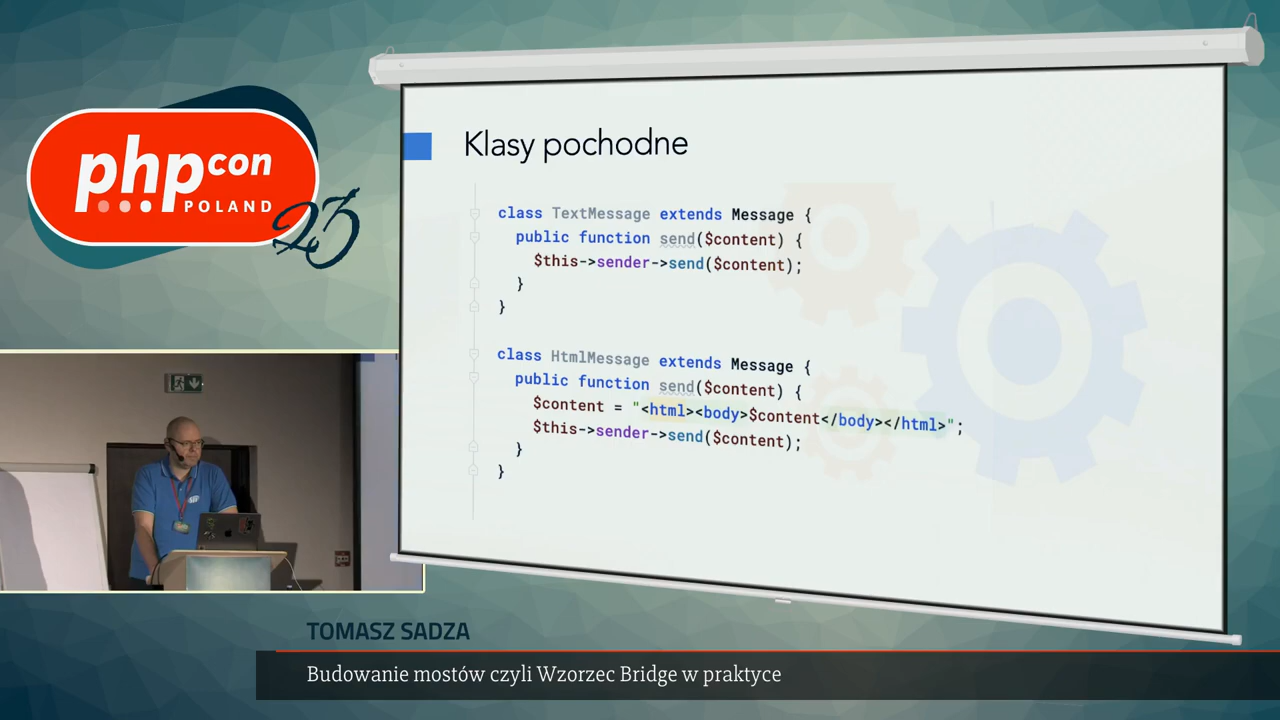 phpcon
POLAND
23
Klasy pochodne
class TextMessage extends Message {
public function send($content) {
$this->sender->send($content);
}
}
class HtmlMessage extends Message {
public function send($content) {
$content = "<html><body>$content</body></html>";
$this->sender->send($content);
}
}
TOMASZ SADZA
Budowanie mostów czyli Wzorzec Bridge w praktyce